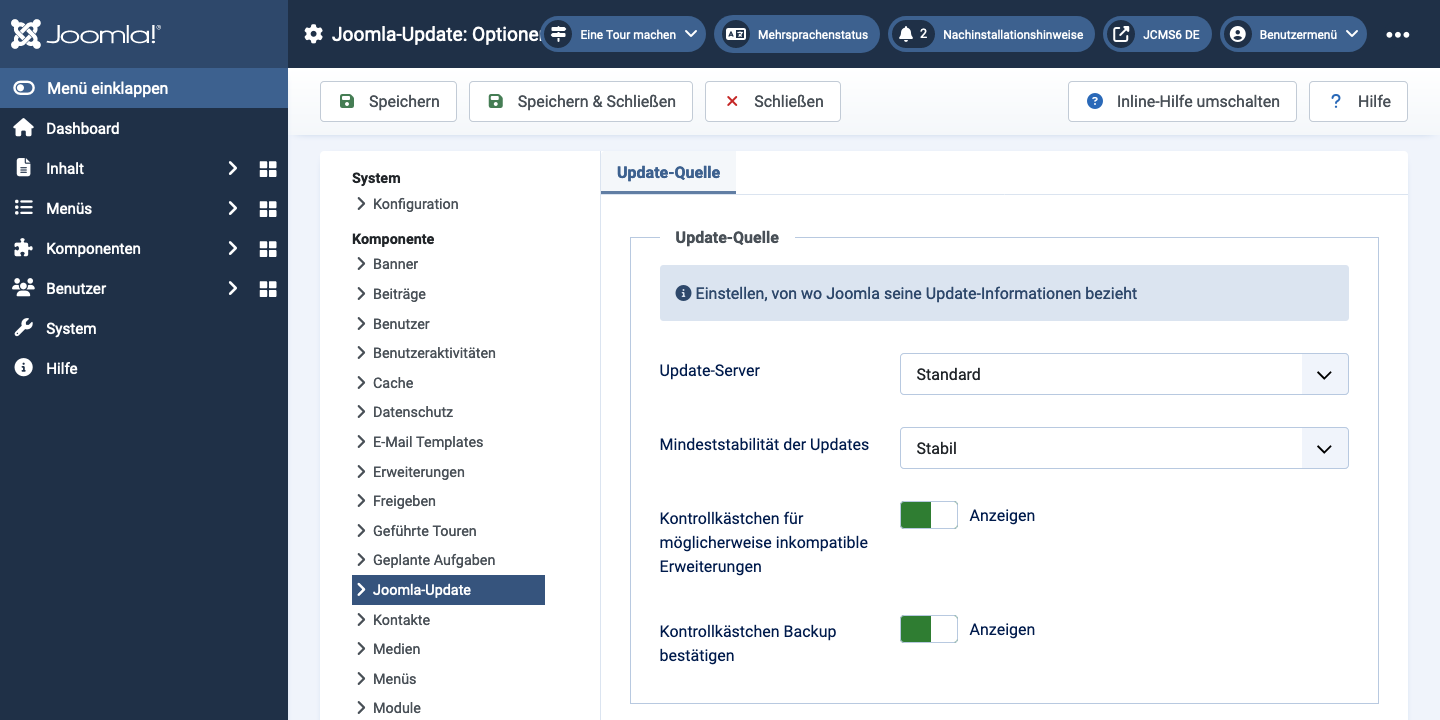 Joomla!®
Joomla-Update: Optionen
Eine Tour machen
Mehrsprachenstatus
2 Nachinstallationshinweise
JCMS6 DE
Benutzermenü
Menü einklappen
Dashboard
Inhalt
Menüs
Komponenten
Benutzer
System
Hilfe
Speichern
Speichern & Schließen
Schließen
Inline-Hilfe umschalten
Hilfe
System
Konfiguration
Komponente
Banner
Beiträge
Benutzer
Benutzeraktivitäten
Cache
Datenschutz
E-Mail Templates
Erweiterungen
Freigeben
Geführte Touren
Geplante Aufgaben
Joomla-Update
Kontakte
Medien
Menüs
Module
Update-Quelle
Update-Quelle
Einstellen, von wo Joomla seine Update-Informationen bezieht
Update-Server
Standard
Mindeststabilität der Updates
Stabil
Kontrollkästchen für
möglicherweise inkompatible
Erweiterungen
Anzeigen
Kontrollkästchen Backup
bestätigen
Anzeigen